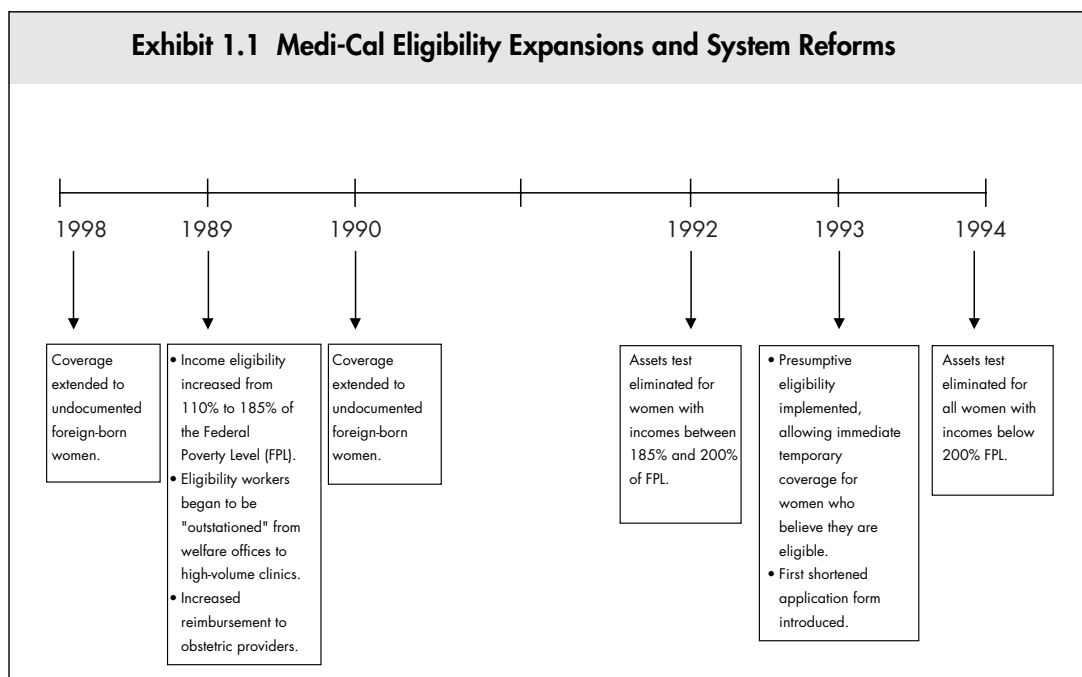 Exhibit 1.1 Medi-Cal Eligibility Expansions and System Reforms
1998
1989
1990
1992
1993
1994
Coverage
extended to
undocumented
foreign-born
women.
• Income eligibility
increased from
110% to 185% of
the Federal
Poverty Level (FPL).
• Eligibility workers
began to be
"outstationed" from
welfare offices to
high-volume clinics.
• Increased
reimbursement to
obstetric providers.
Coverage
extended to
undocumented
foreign-born
women.
Assets test
eliminated for
women with
incomes between
185% and 200%
of FPL.
• Presumptive
eligibility
implemented,
allowing immediate
temporary
coverage for
women who
believe they are
eligible.
• First shortened
application form
introduced.
Assets test
eliminated for
all women with
incomes below
200% FPL.